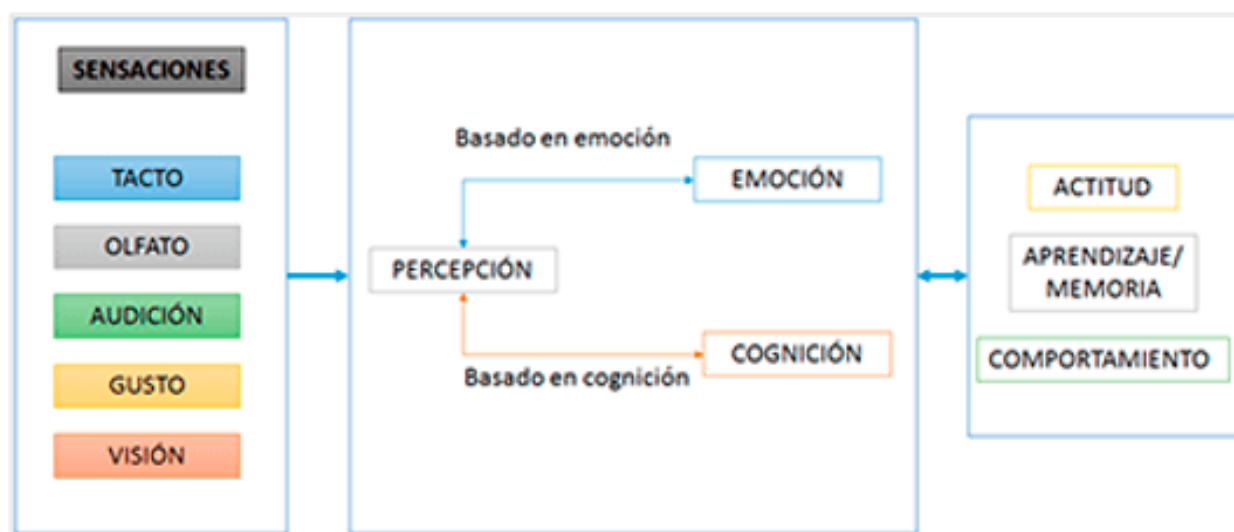 SENSACIONES
TACTO
OLFATO
AUDICIÓN
GUSTO
VISIÓN
Basado en emoción
EMOCIÓN
PERCEPCIÓN
COGNICIÓN
Basado en cognición
ACTITUD
APRENDIZAJE/
MEMORIA
COMPORTAMIENTO